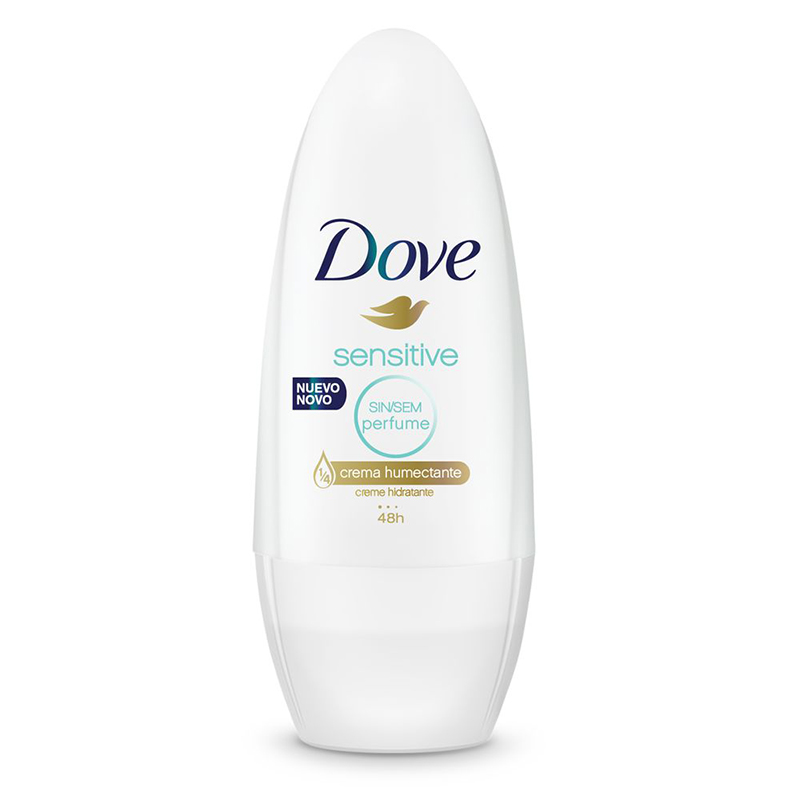 Dove
sensitive
NUEVO
NOVO
SIN/SEM
perfume
1/4 crema humectante
creme hidratante
48h